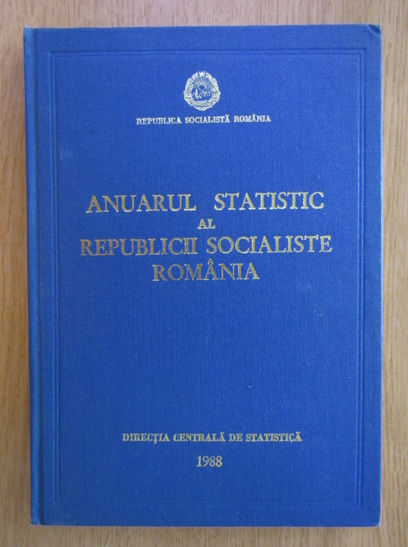 REPUBLICA SOCIALISTĂ ROMÂNIA
ANUARUL STATISTIC
AL
REPUBLICII SOCIALISTE
ROMÂNIA
DIRECȚIA CENTRALĂ DE STATISTICĂ
1988